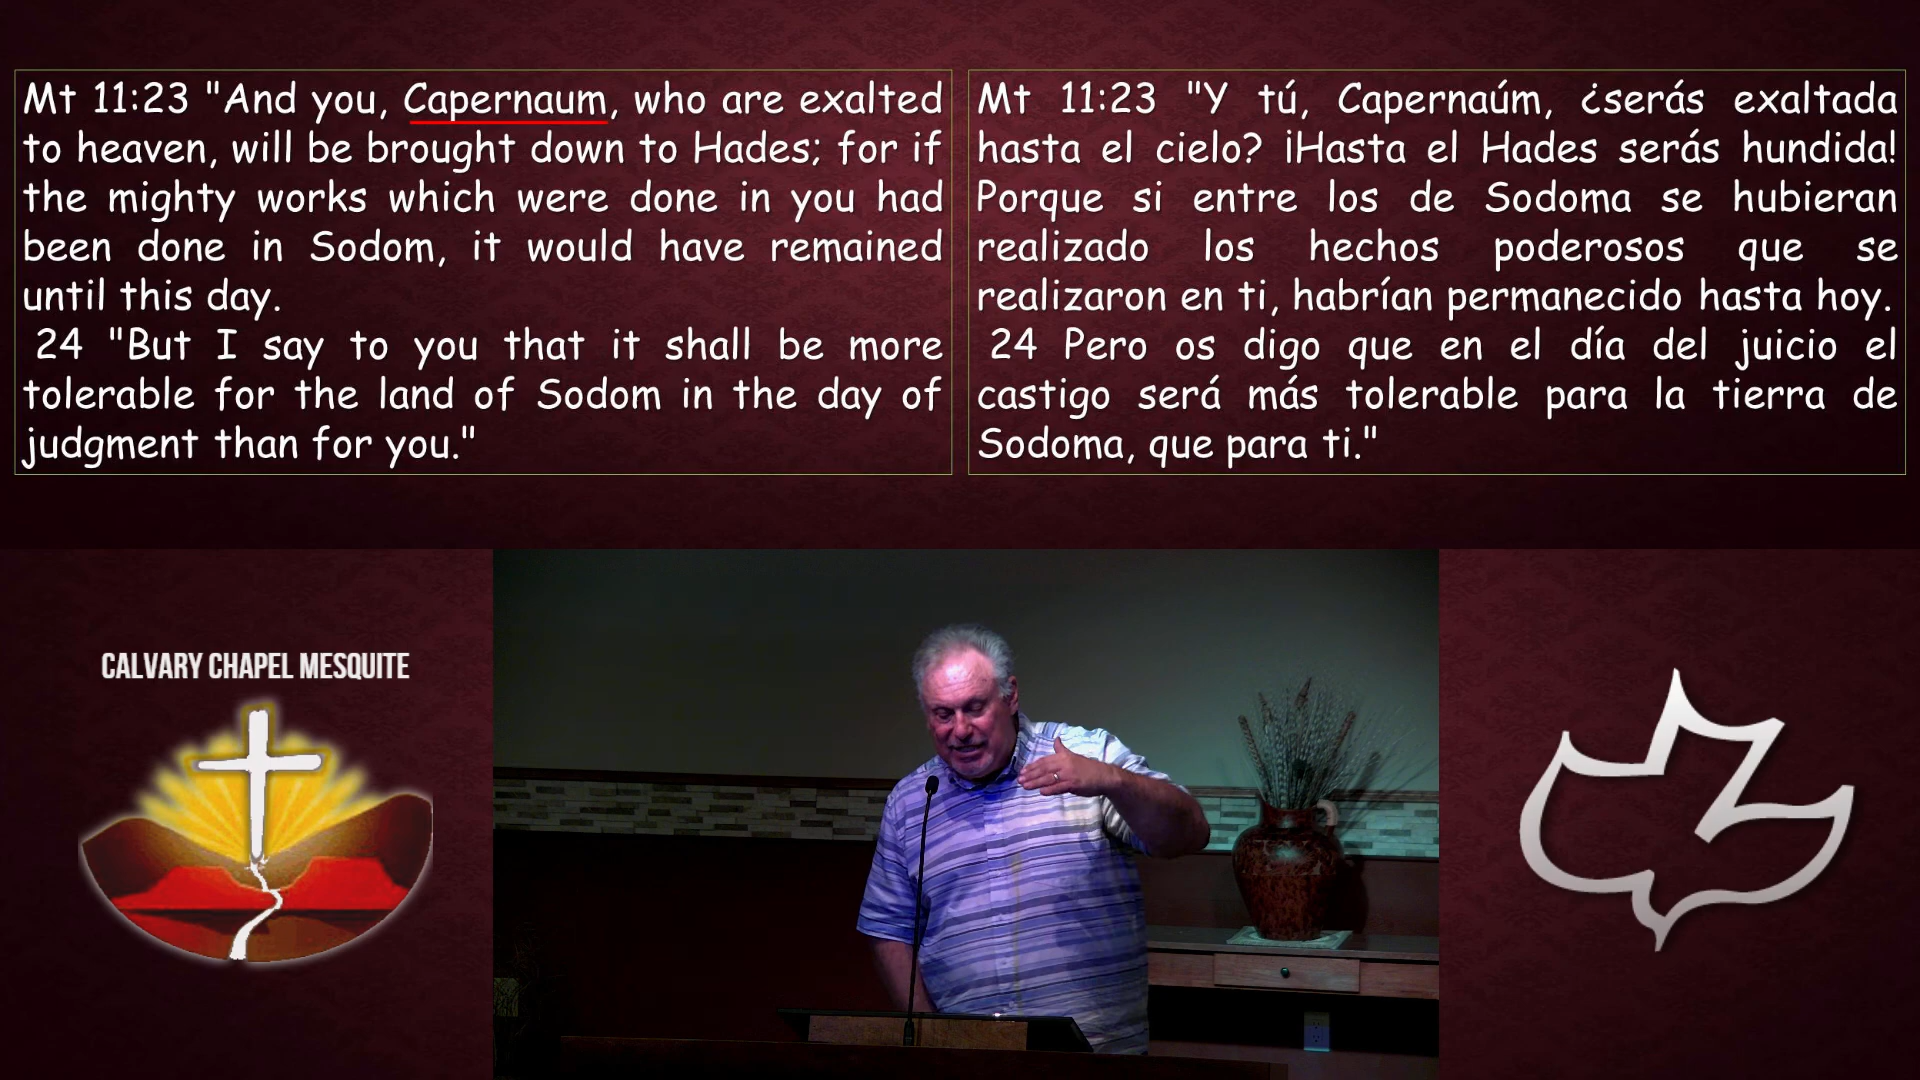 Mt 11:23 "And you, Capernaum, who are exalted
to heaven, will be brought down to Hades; for if
the mighty works which were done in you had
been done in Sodom, it would have remained
until this day.
24 "But I say to you that it shall be more
tolerable for the land of Sodom in the day of
judgment than for you."
Mt 11:23 "Y tú, Capernaúm, ¿serás exaltada
hasta el cielo? ¡Hasta el Hades serás hundida!
Porque si entre los de Sodoma se hubieran
realizado los hechos poderosos que se
realizaron en ti, habrían permanecido hasta hoy.
24 Pero os digo que en el día del juicio el
castigo será más tolerable para la tierra de
Sodoma, que para ti."
CALVARY CHAPEL MESQUITE